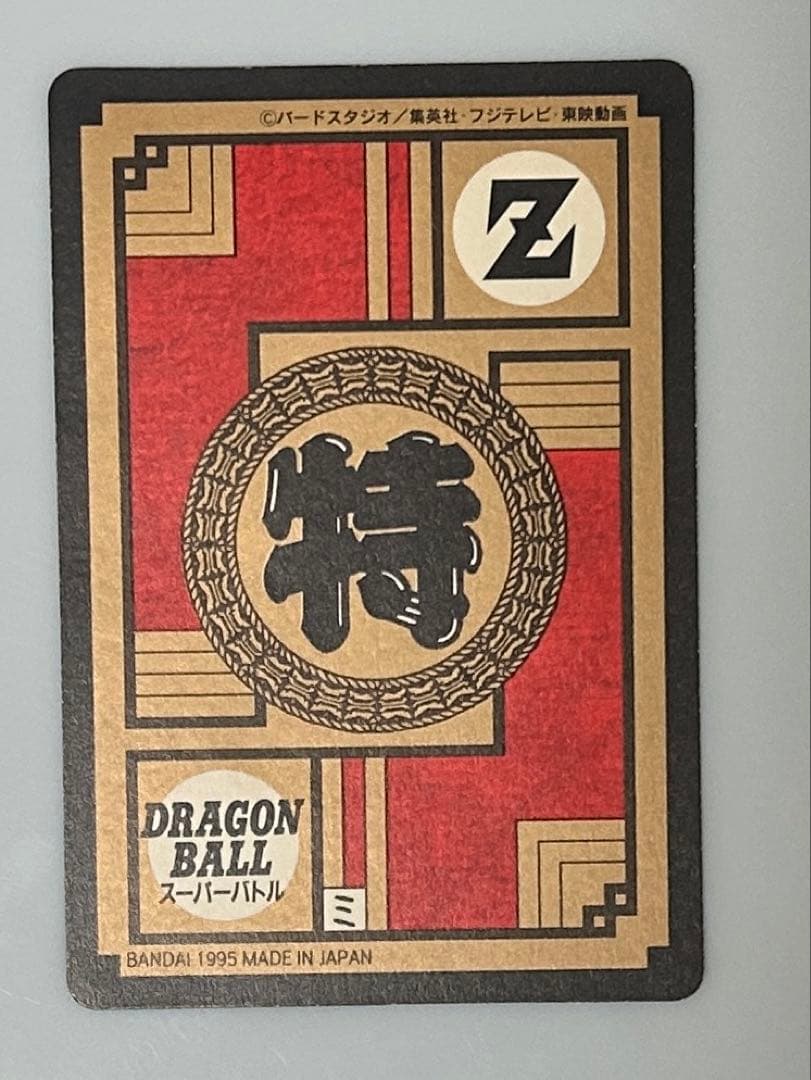 ©バードスタジオ／集英社・フジテレビ・東映動画
Z
特
DRAGON
BALL
スーパーバトル
ミ
BANDAI 1995 MADE IN JAPAN